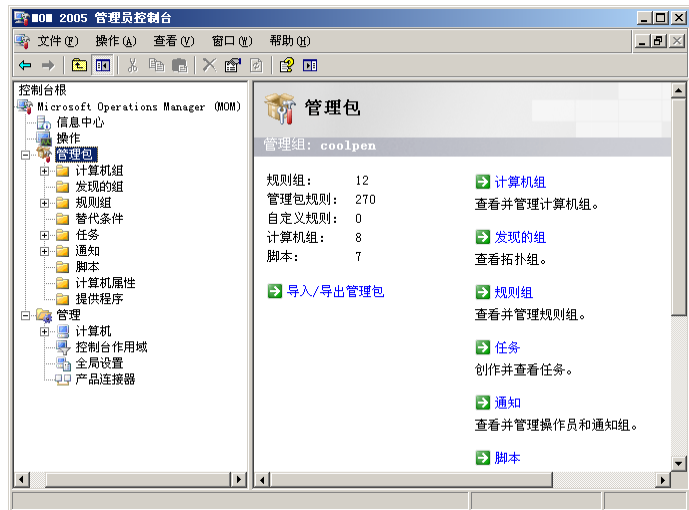 MOM 2005 管理员控制台
文件(F) 操作(A) 查看(V) 窗口(W) 帮助(H)
控制台根
Microsoft Operations Manager (MOM)
信息中心
操作
管理包
计算机组
发现的组
规则组
替代条件
任务
通知
脚本
计算机属性
提供程序
管理
计算机
控制台作用域
全局设置
产品连接器
管理包
管理组: coolpen
规则组: 12
管理包规则: 270
自定义规则: 0
计算机组: 8
脚本: 7
导入/导出管理包
计算机组
查看并管理计算机组。
发现的组
查看拓扑组。
规则组
查看并管理规则组。
任务
创作并查看任务。
通知
查看并管理操作员和通知组。
脚本